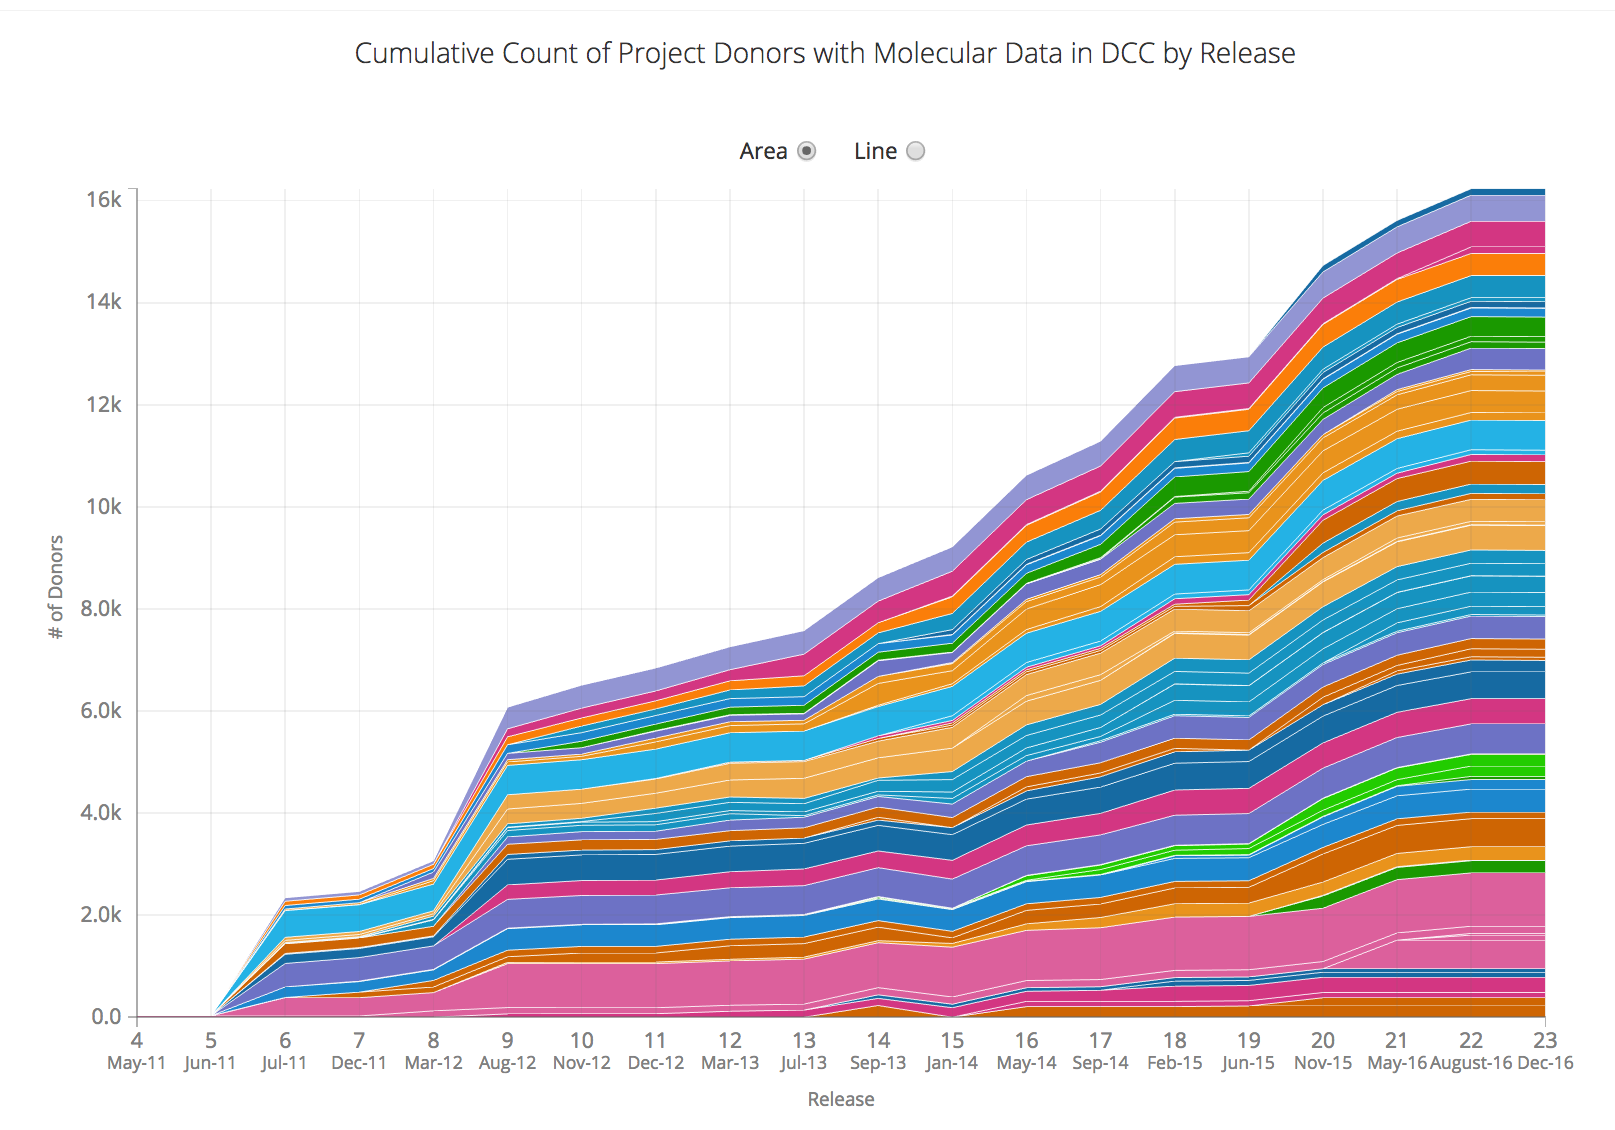 Cumulative Count of Project Donors with Molecular Data in DCC by Release
Area Line
16k
14k
12k
10k
8.0k
6.0k
4.0k
2.0k
0.0
# of Donors
4 5 6 7 8 9 10 11 12 13 14 15 16 17 18 19 20 21 22 23
May-11 Jun-11 Jul-11 Dec-11 Mar-12 Aug-12 Nov-12 Dec-12 Mar-13 Jul-13 Sep-13 Jan-14 May-14 Sep-14 Feb-15 Jun-15 Nov-15 May-16 August-16 Dec-16
Release